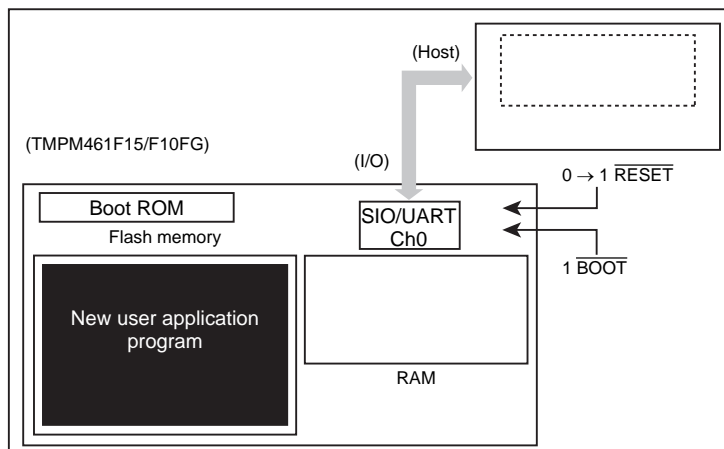 (Host)
(TMPM461F15/F10FG)
(I/O)
0 → 1 RESET
Boot ROM
SIO/UART
Ch0
Flash memory
1 BOOT
New user application
program
RAM